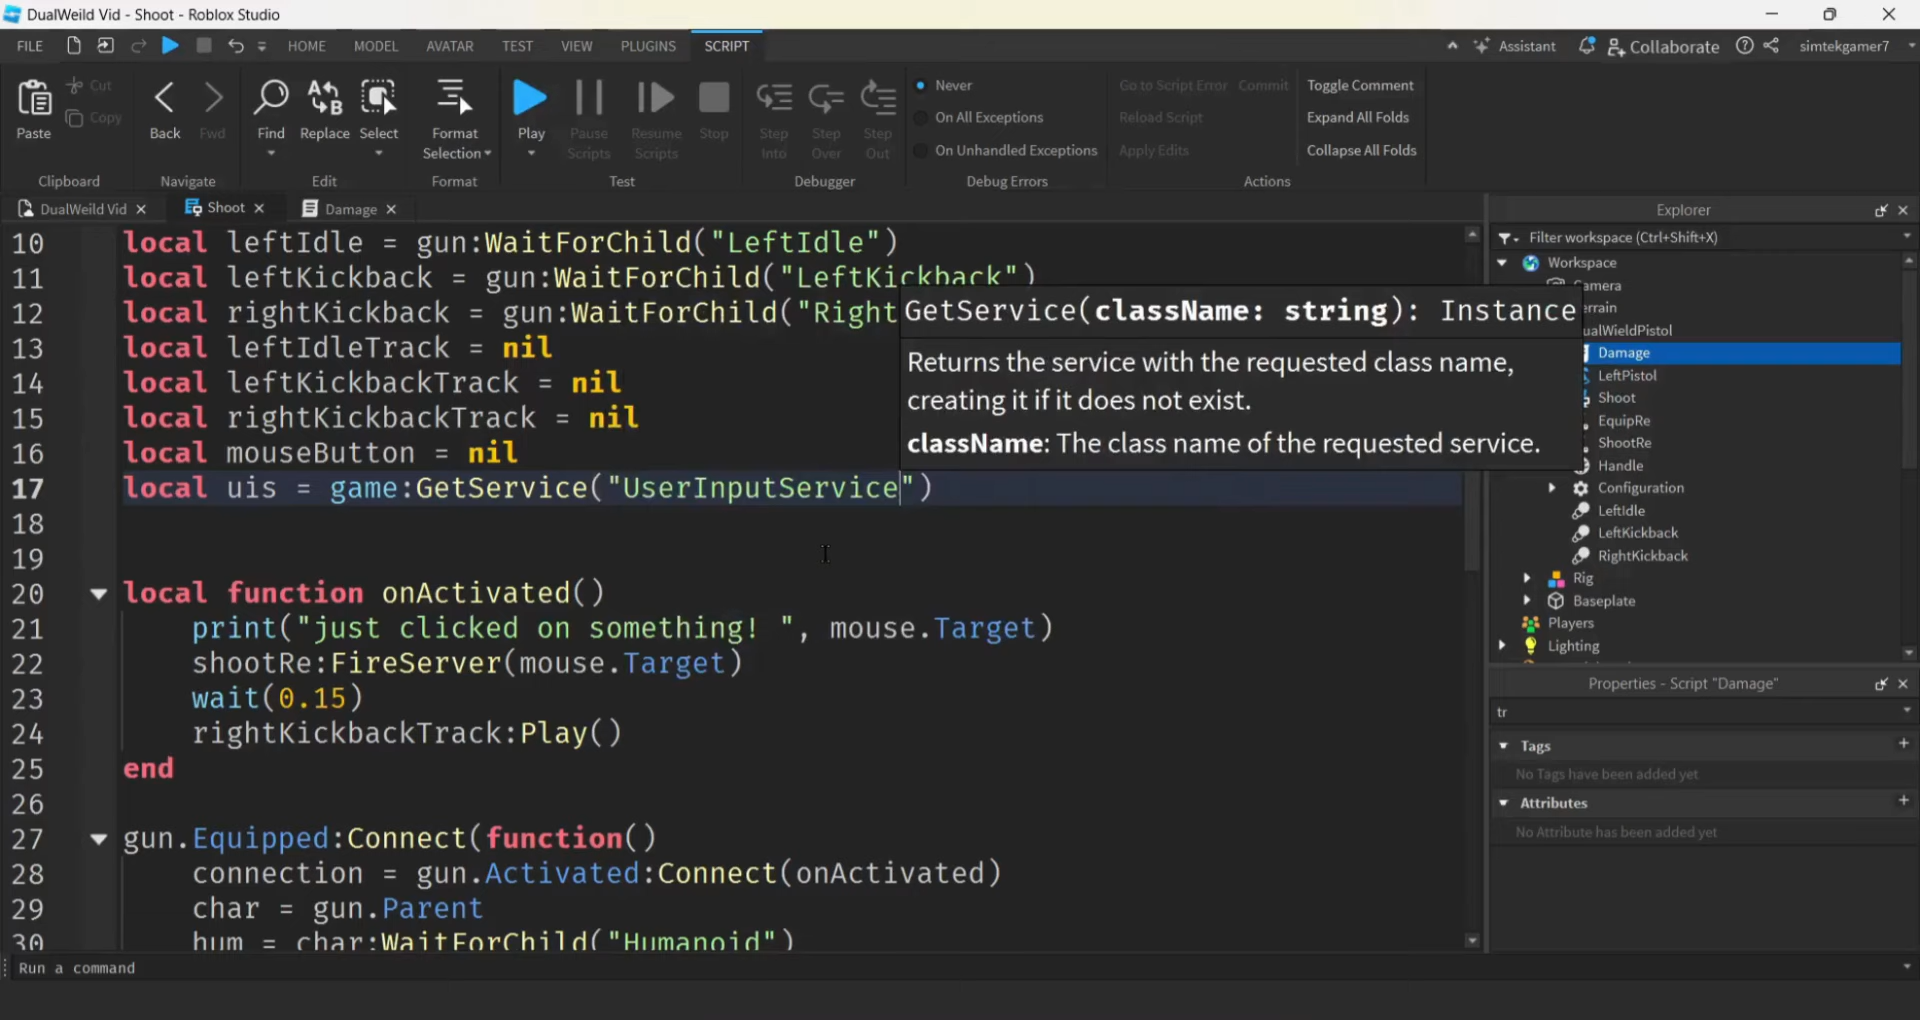 DualWeild Vid - Shoot - Roblox Studio
FILE
HOME
MODEL
AVATAR
TEST
VIEW
PLUGINS
SCRIPT
Assistant
Collaborate
simtekgamer7
Paste
Cut
Copy
Back
Fwd
Find
Replace
Select
Format
Selection
Play
Pause
Scripts
Resume
Scripts
Stop
Step
Into
Step
Over
Step
Out
Never
On All Exceptions
On Unhandled Exceptions
Go to Script Error
Commit
Reload Script
Apply Edits
Toggle Comment
Expand All Folds
Collapse All Folds
Clipboard
Navigate
Edit
Format
Test
Debugger
Debug Errors
Actions
DualWeild Vid
Shoot
Damage
10 local leftIdle = gun:WaitForChild("LeftIdle")
11 local leftKickback = gun:WaitForChild("LeftKickback")
12 local rightKickback = gun:WaitForChild("Right
13 local leftIdleTrack = nil
14 local leftKickbackTrack = nil
15 local rightKickbackTrack = nil
16 local mouseButton = nil
17 local uis = game:GetService("UserInputService")
18
19
20 local function onActivated()
21 print("just clicked on something! ", mouse.Target)
22 shootRe:FireServer(mouse.Target)
23 wait(0.15)
24 rightKickbackTrack:Play()
25 end
26
27 gun.Equipped:Connect(function()
28 connection = gun.Activated:Connect(onActivated)
29 char = gun.Parent
30 hum = char:WaitForChild("Humanoid")
GetService(className: string): Instance
Returns the service with the requested class name,
creating it if it does not exist.
className: The class name of the requested service.
Explorer
Filter workspace (Ctrl+Shift+X)
Workspace
amera
errain
ualWieldPistol
Damage
LeftPistol
Shoot
EquipRe
ShootRe
Handle
Configuration
LeftIdle
LeftKickback
RightKickback
Rig
Baseplate
Players
Lighting
Properties - Script "Damage"
tr
Tags
No Tags have been added yet
Attributes
No Attribute has been added yet
Run a command